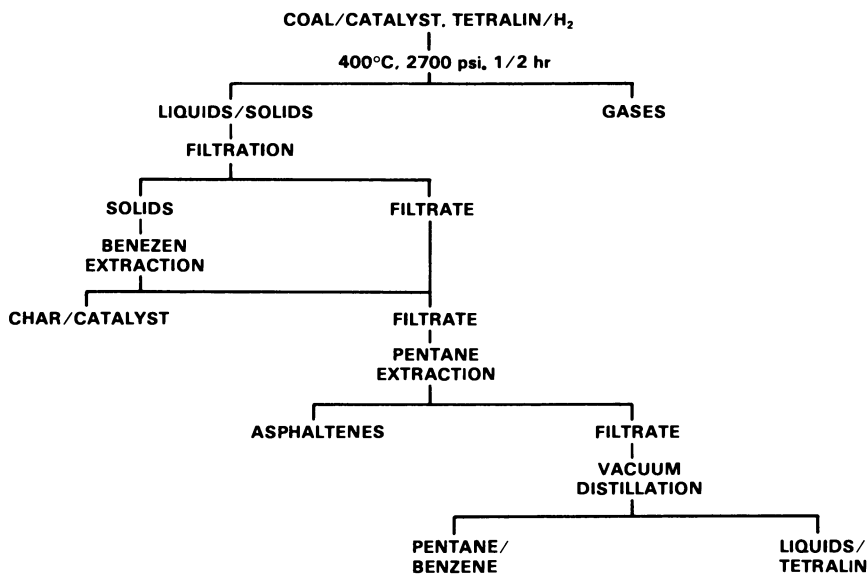 COAL/CATALYST, TETRALIN/H₂
400°C, 2700 psi, 1/2 hr
LIQUIDS/SOLIDS
GASES
FILTRATION
SOLIDS
FILTRATE
BENEZEN
EXTRACTION
CHAR/CATALYST
FILTRATE
PENTANE
EXTRACTION
ASPHALTENES
FILTRATE
VACUUM
DISTILLATION
PENTANE/
BENZENE
LIQUIDS/
TETRALIN